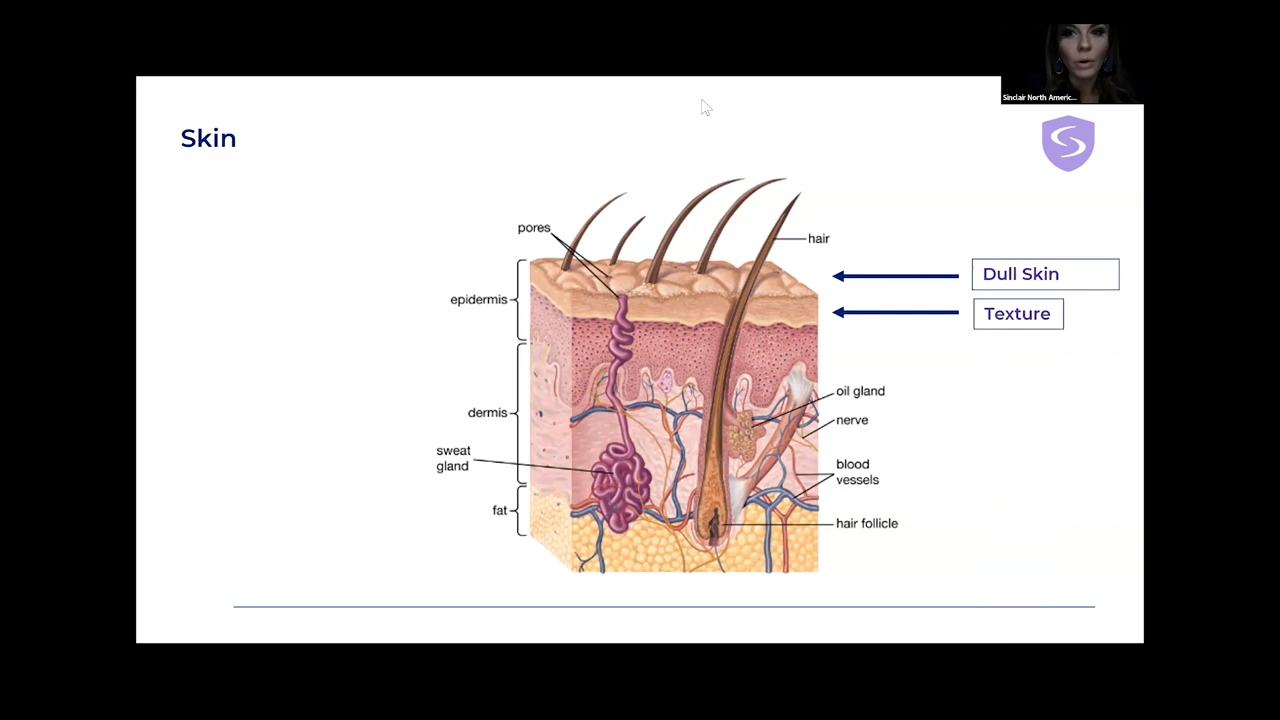 Sinclair North Americ...
Skin
pores
hair
Dull Skin
epidermis
Texture
oil gland
dermis
nerve
sweat
gland
blood
vessels
fat
hair follicle